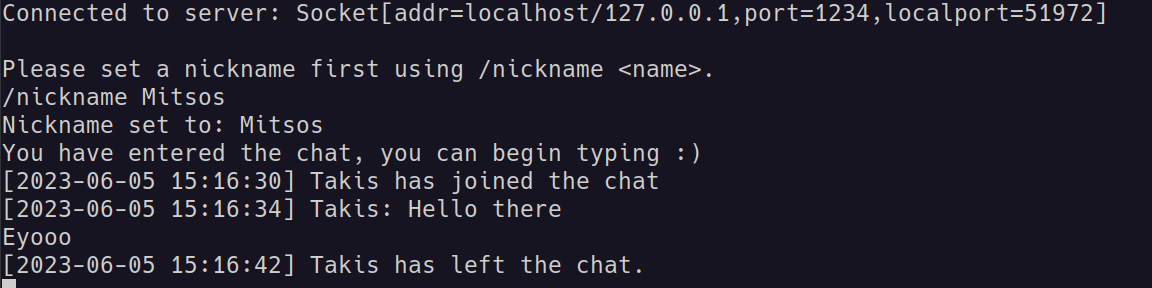 Connected to server: Socket[addr=localhost/127.0.0.1,port=1234,localport=51972]
Please set a nickname first using /nickname <name>.
/nickname Mitsos
Nickname set to: Mitsos
You have entered the chat, you can begin typing :)
[2023-06-05 15:16:30] Takis has joined the chat
[2023-06-05 15:16:34] Takis: Hello there
Eyooo
[2023-06-05 15:16:42] Takis has left the chat.